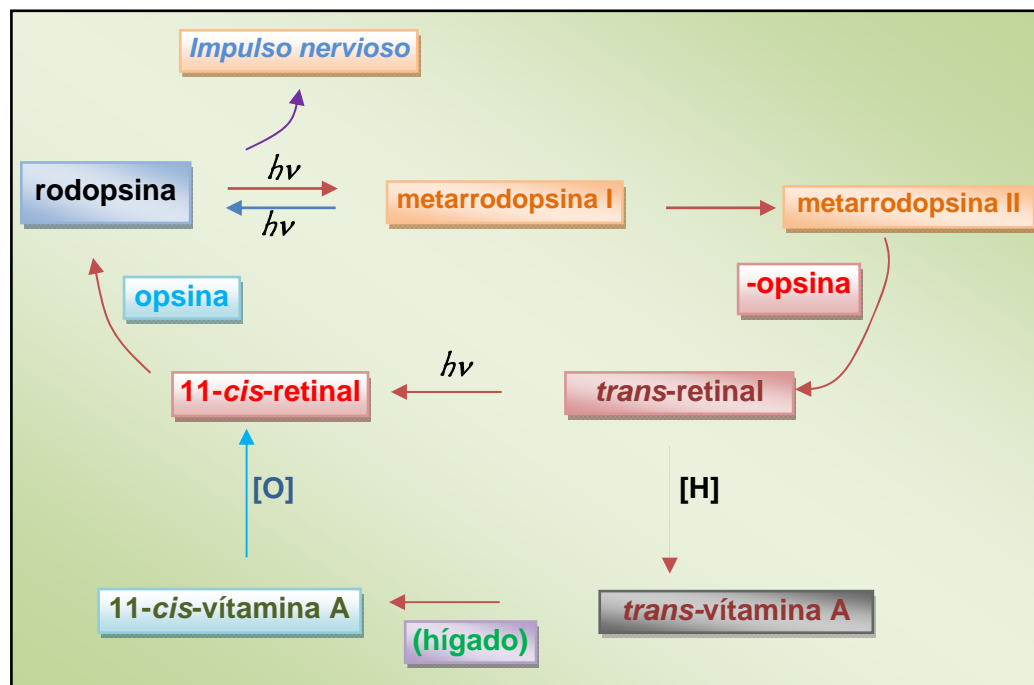 Impulso nervioso
hν
rodopsina
metarrodopsina I
metarrodopsina II
hν
opsina
-opsina
hν
11-cis-retinal
trans-retinal
[O]
[H]
11-cis-vítamina A
trans-vítamina A
(hígado)